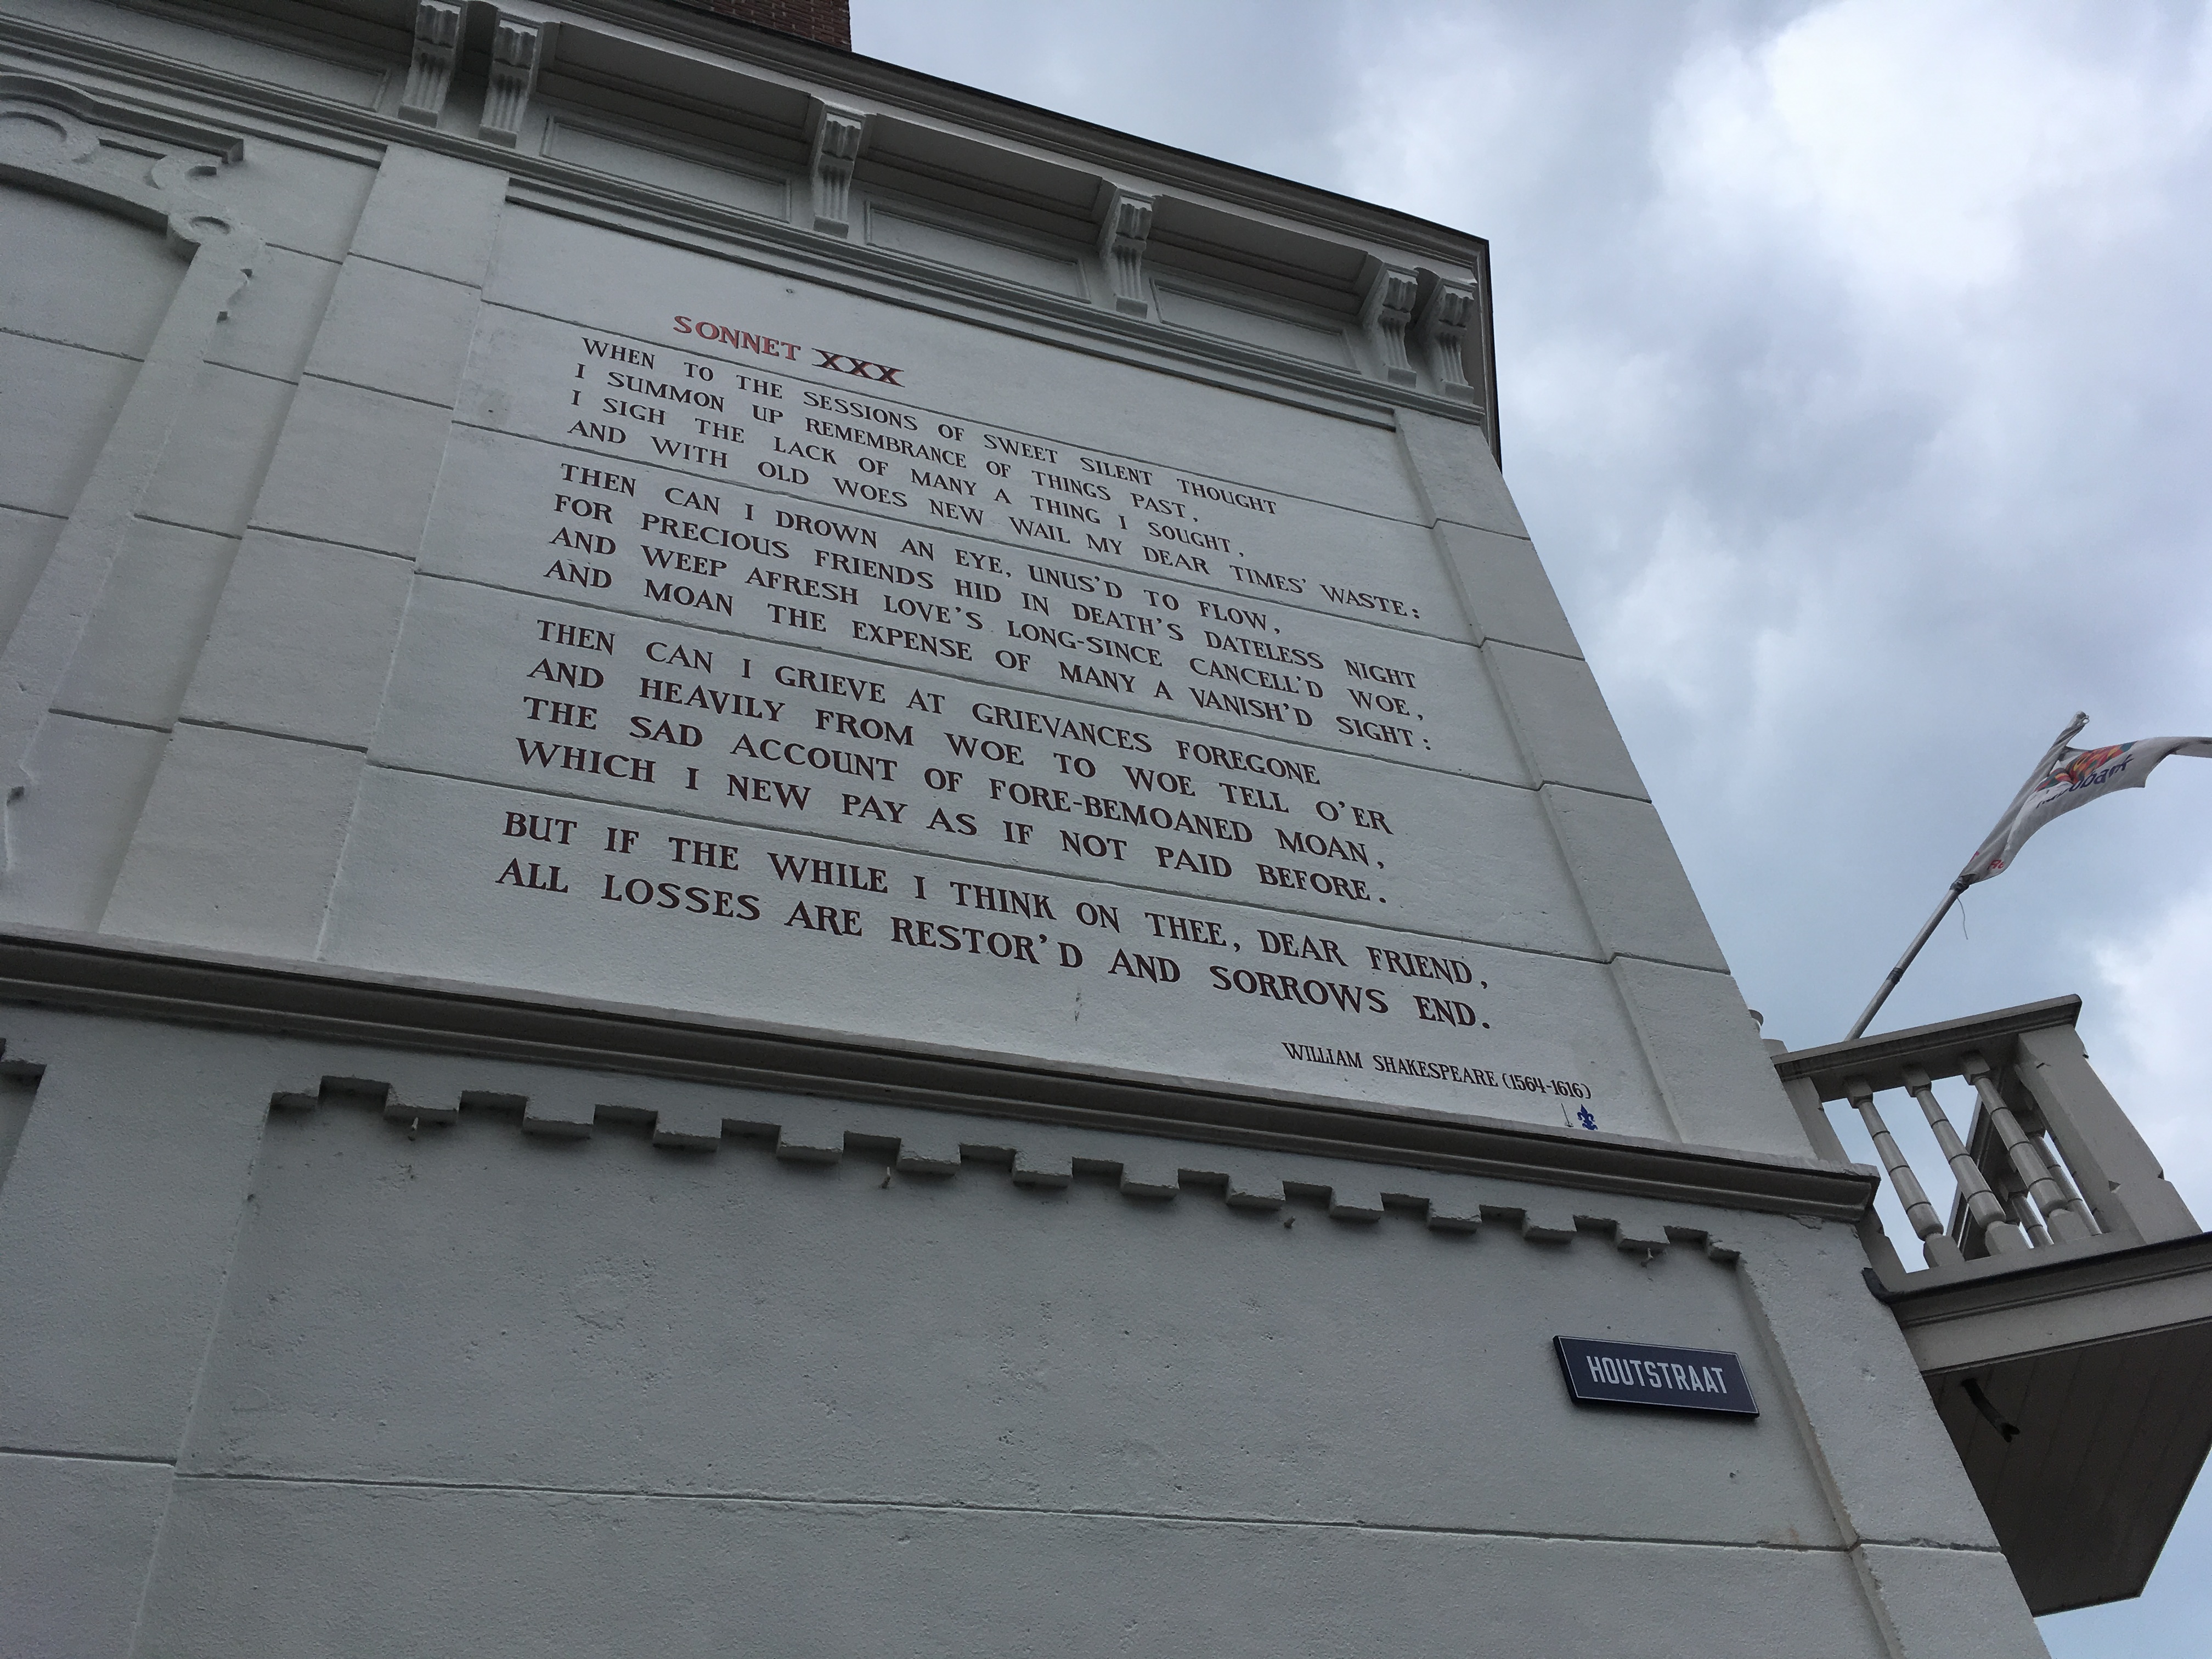 SONNET XXX
WHEN TO THE SESSIONS OF SWEET SILENT THOUGHT
I SUMMON UP REMEMBRANCE OF THINGS PAST,
I SIGH THE LACK OF MANY A THING I SOUGHT,
AND WITH OLD WOES NEW WAIL MY DEAR TIMES' WASTE:
THEN CAN I DROWN AN EYE, UNUS'D TO FLOW,
FOR PRECIOUS FRIENDS HID IN DEATH'S DATELESS NIGHT
AND WEEP AFRESH LOVE'S LONG-SINCE CANCELL'D WOE,
AND MOAN THE EXPENSE OF MANY A VANISH'D SIGHT:
THEN CAN I GRIEVE AT GRIEVANCES FOREGONE
AND HEAVILY FROM WOE TO WOE TELL O'ER
THE SAD ACCOUNT OF FORE-BEMOANED MOAN,
WHICH I NEW PAY AS IF NOT PAID BEFORE.
BUT IF THE WHILE I THINK ON THEE, DEAR FRIEND,
ALL LOSSES ARE RESTOR'D AND SORROWS END.
WILLIAM SHAKESPEARE (1564-1616)
HOUTSTRAAT